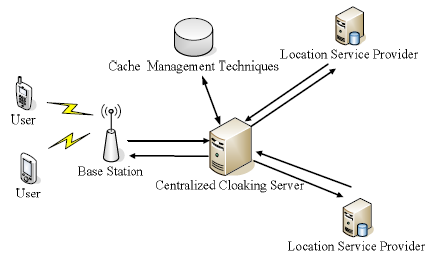 Location Service Provider
Cache Management Techniques
User
Base Station
User
Centralized Cloaking Server
Location Service Provider